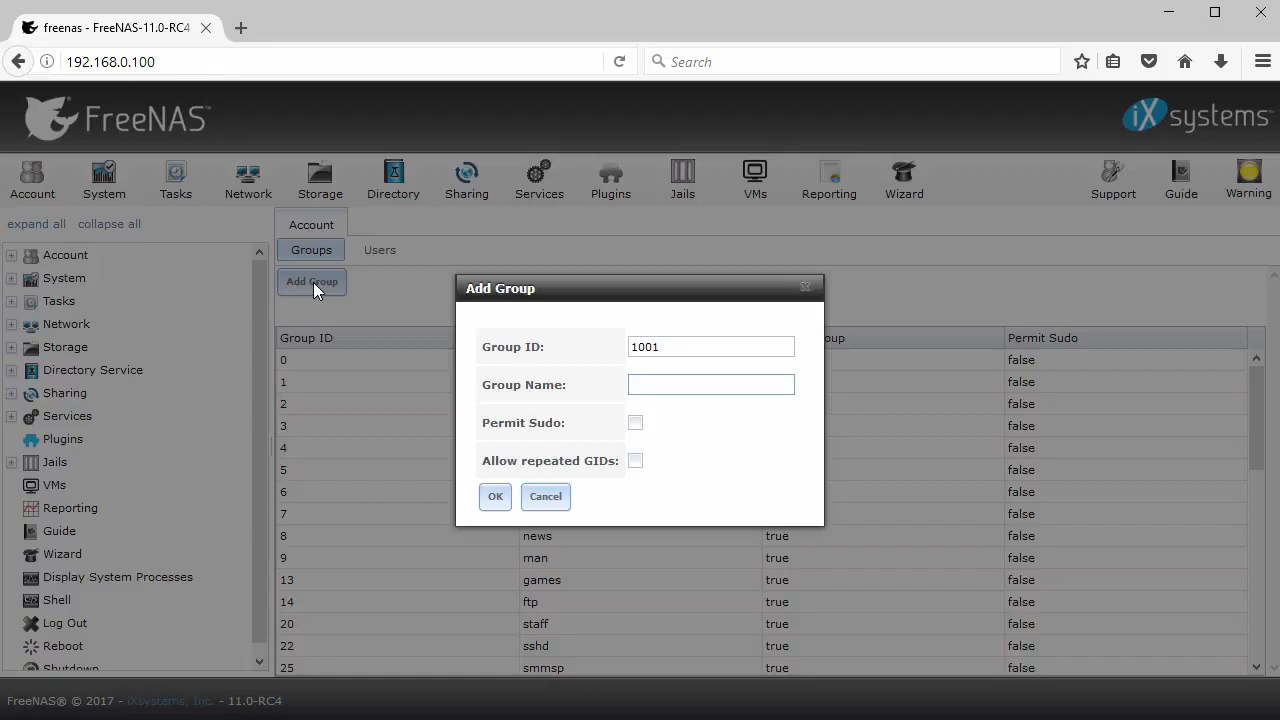 freenas - FreeNAS-11.0-RC4
192.168.0.100
Search
FreeNAS™
iXsystems™
Account System Tasks Network Storage Directory Sharing Services Plugins Jails VMs Reporting Wizard Support Guide Warning
expand all collapse all
Account
Groups Users
Add Group
Account
System
Tasks
Network
Storage
Directory Service
Sharing
Services
Plugins
Jails
VMs
Reporting
Guide
Wizard
Display System Processes
Shell
Log Out
Reboot
Shutdown
Group ID Permit Sudo
0 false
1 false
2 false
3 false
4 false
5 false
6 false
7 false
8 news true false
9 man true false
13 games true false
14 ftp true false
20 staff true false
22 sshd true false
25 smmsp true false
Add Group
Group ID: 1001
Group Name:
Permit Sudo:
Allow repeated GIDs:
OK Cancel
FreeNAS® © 2017 - iXsystems, Inc. - 11.0-RC4